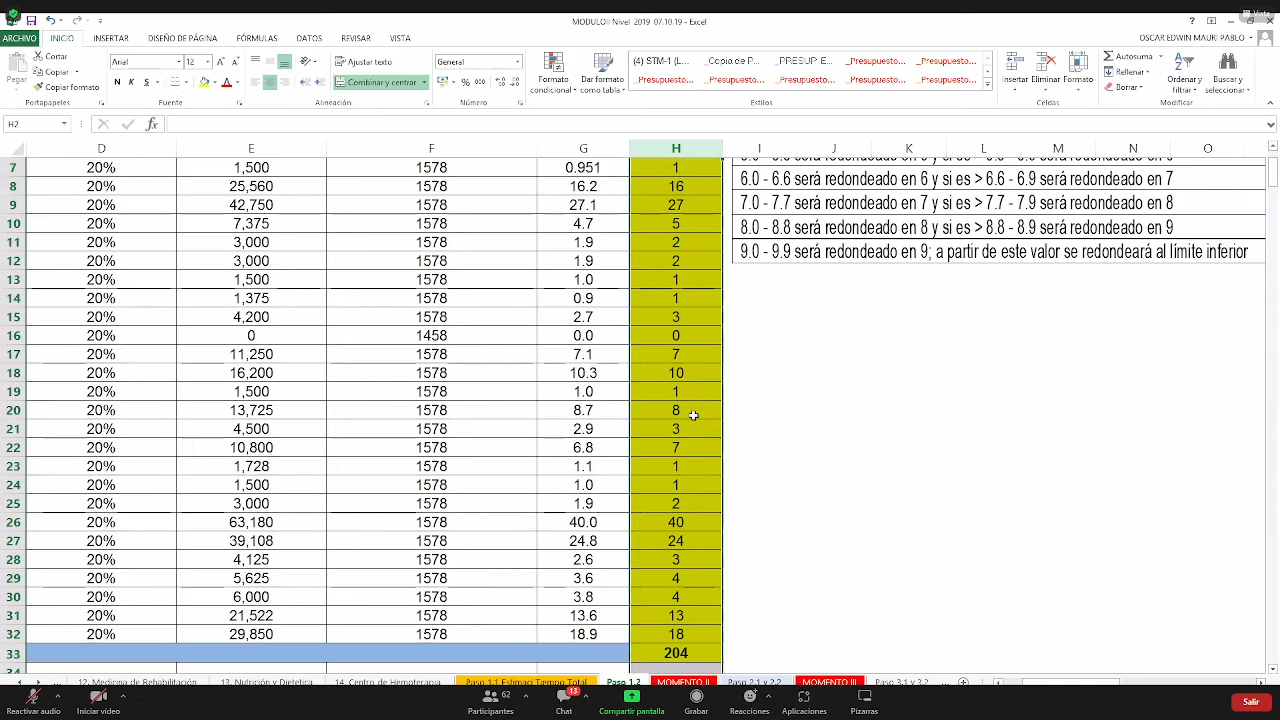 Vista
MODULOII Nivel 2019 07.10.19 - Excel
ARCHIVO INICIO INSERTAR DISEÑO DE PÁGINA FÓRMULAS DATOS REVISAR VISTA OSCAR EDWIN MAURI PABLO
Pegar Cortar Copiar Copiar formato
Portapapeles
Arial 12
N K S
Fuente
Ajustar texto
Combinar y centrar
Alineación
General
% 000
Número
Formato condicional
Dar formato como tabla
(4) STM-1 (L... _Copia de P... _PRESUP E... _Presupuesto... _Presupuesto...
_Presupuesto... _Presupuesto... _Presupuesto... _Presupuesto... _Presupuesto...
Estilos
Insertar Eliminar Formato
Celdas
Autosuma
Rellenar
Borrar
Ordenar y filtrar
Buscar y seleccionar
Modificar
H2 fx
D E F G H I J K L M N O
7 20% 1,500 1578 0.951 1
8 20% 25,560 1578 16.2 16 6.0 - 6.6 será redondeado en 6 y si es > 6.6 - 6.9 será redondeado en 7
9 20% 42,750 1578 27.1 27 7.0 - 7.7 será redondeado en 7 y si es > 7.7 - 7.9 será redondeado en 8
10 20% 7,375 1578 4.7 5 8.0 - 8.8 será redondeado en 8 y si es > 8.8 - 8.9 será redondeado en 9
11 20% 3,000 1578 1.9 2 9.0 - 9.9 será redondeado en 9; a partir de este valor se redondeará al límite inferior
12 20% 3,000 1578 1.9 2
13 20% 1,500 1578 1.0 1
14 20% 1,375 1578 0.9 1
15 20% 4,200 1578 2.7 3
16 20% 0 1458 0.0 0
17 20% 11,250 1578 7.1 7
18 20% 16,200 1578 10.3 10
19 20% 1,500 1578 1.0 1
20 20% 13,725 1578 8.7 8
21 20% 4,500 1578 2.9 3
22 20% 10,800 1578 6.8 7
23 20% 1,728 1578 1.1 1
24 20% 1,500 1578 1.0 1
25 20% 3,000 1578 1.9 2
26 20% 63,180 1578 40.0 40
27 20% 39,108 1578 24.8 24
28 20% 4,125 1578 2.6 3
29 20% 5,625 1578 3.6 4
30 20% 6,000 1578 3.8 4
31 20% 21,522 1578 13.6 13
32 20% 29,850 1578 18.9 18
33 204
12. Medicina de Rehabilitación 13. Nutrición y Dietetica 14. Centro de Hemoterapia Paso 1.1 Estimaci Tiempo Total Paso 1.2 MOMENTO II Paso 2.1 y 2.2 MOMENTO III Paso 3.1 y 3.2 ...
62 13
Reactivar audio Iniciar video Participantes Chat Compartir pantalla Grabar Reacciones Aplicaciones Pizarras Salir